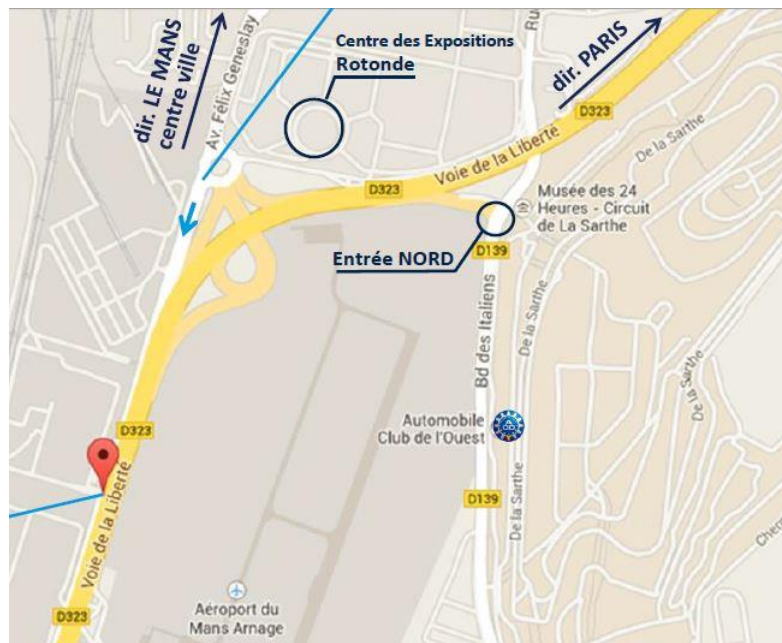 dir. LE MANS
centre ville
Av. Félix Geneslay
Centre des Expositions
Rotonde
Ru
dir. PARIS
D323
Voie de la Liberté
De la Sarthe
D323
Musée des 24
Heures - Circuit
de La Sarthe
De la Sarthe
Entrée NORD
D139
Bd des Italiens
De la Sarthe
De la Sarthe
Automobile
Club de l'Ouest
D323
D139
De la Sarthe
Voie de la Liberté
Chem
Aéroport du
Mans Arnage
D323